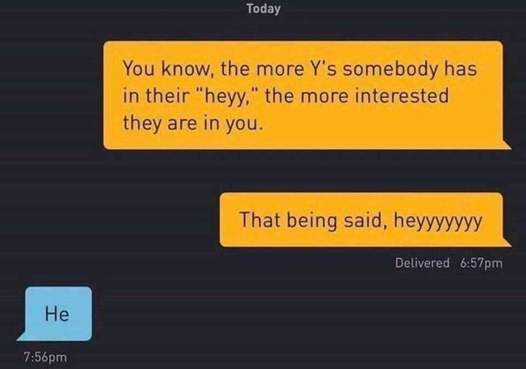 Today
You know, the more Y's somebody has
in their "heyy," the more interested
they are in you.
That being said, heyyyyyyy
Delivered 6:57pm
He
7:56pm